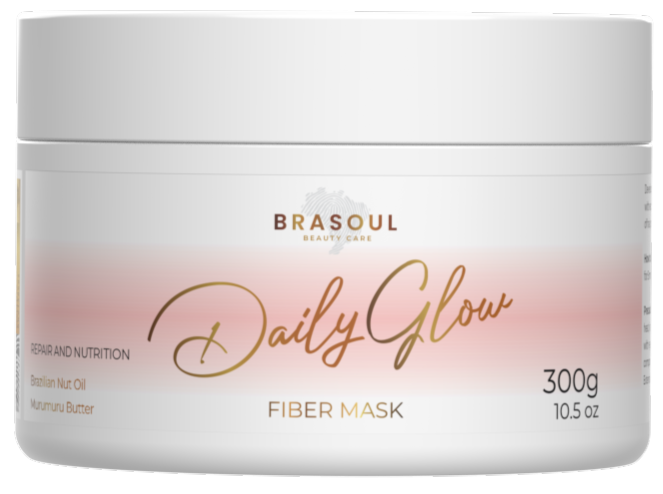 BRASOUL
BEAUTY CARE
Daily Glow
REPAIR AND NUTRITION
Brazilian Nut Oil
Murumuru Butter
FIBER MASK
300g
10.5 oz